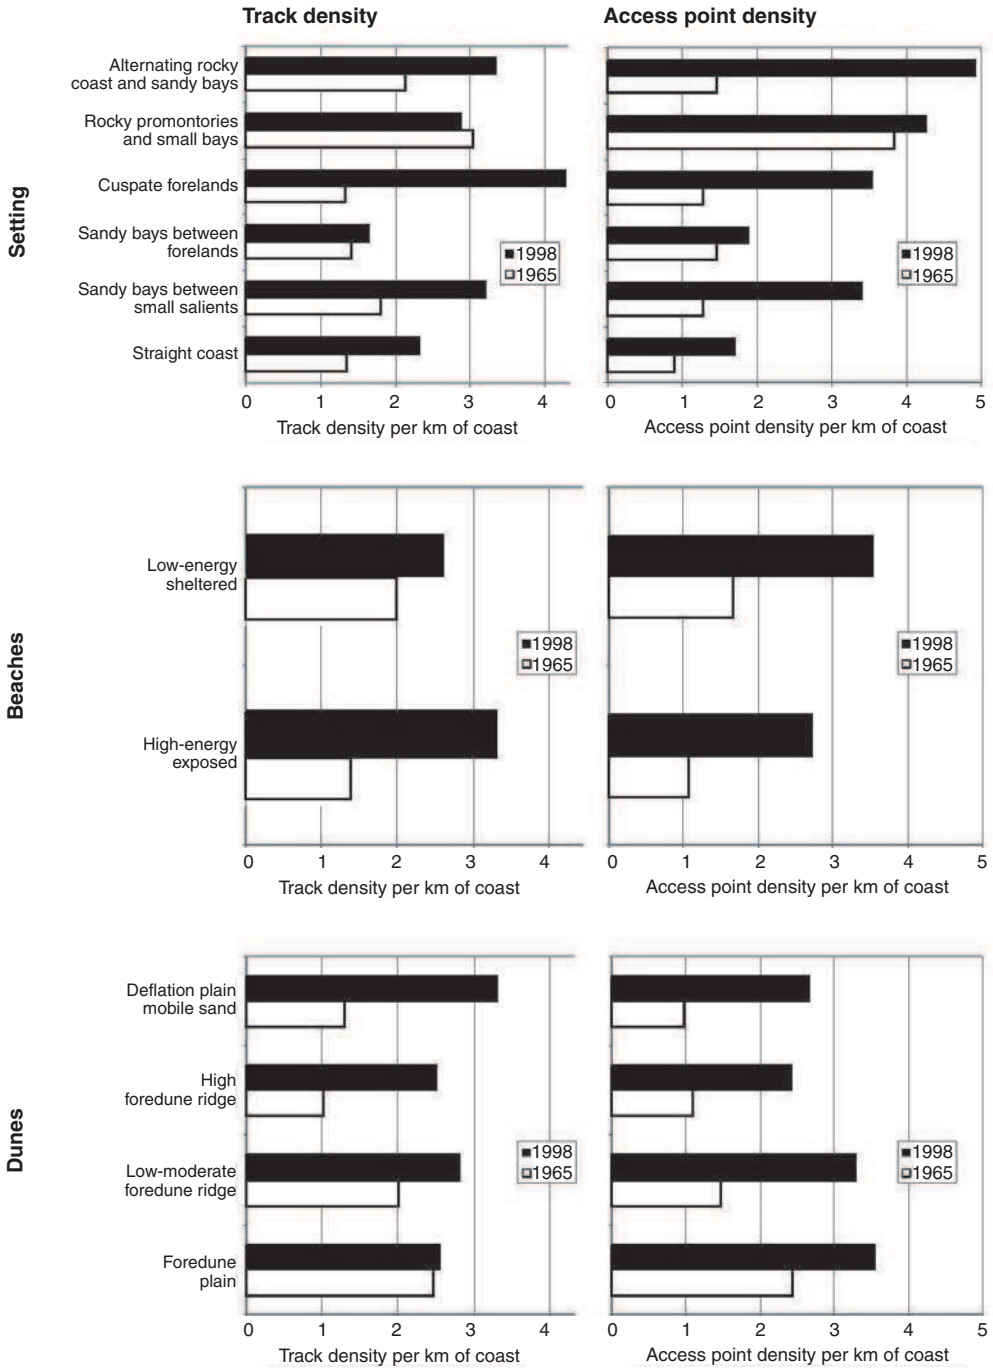 Track density
Access point density
Setting
Alternating rocky
coast and sandy bays
Rocky promontories
and small bays
Cuspate forelands
Sandy bays between
forelands
Sandy bays between
small salients
Straight coast
1998
1965
1998
1965
0 1 2 3 4
0 1 2 3 4 5
Track density per km of coast
Access point density per km of coast
Beaches
Low-energy
sheltered
High-energy
exposed
1998
1965
1998
1965
0 1 2 3 4
0 1 2 3 4 5
Track density per km of coast
Access point density per km of coast
Dunes
Deflation plain
mobile sand
High
foredune ridge
Low-moderate
foredune ridge
Foredune
plain
1998
1965
1998
1965
0 1 2 3 4
0 1 2 3 4 5
Track density per km of coast
Access point density per km of coast